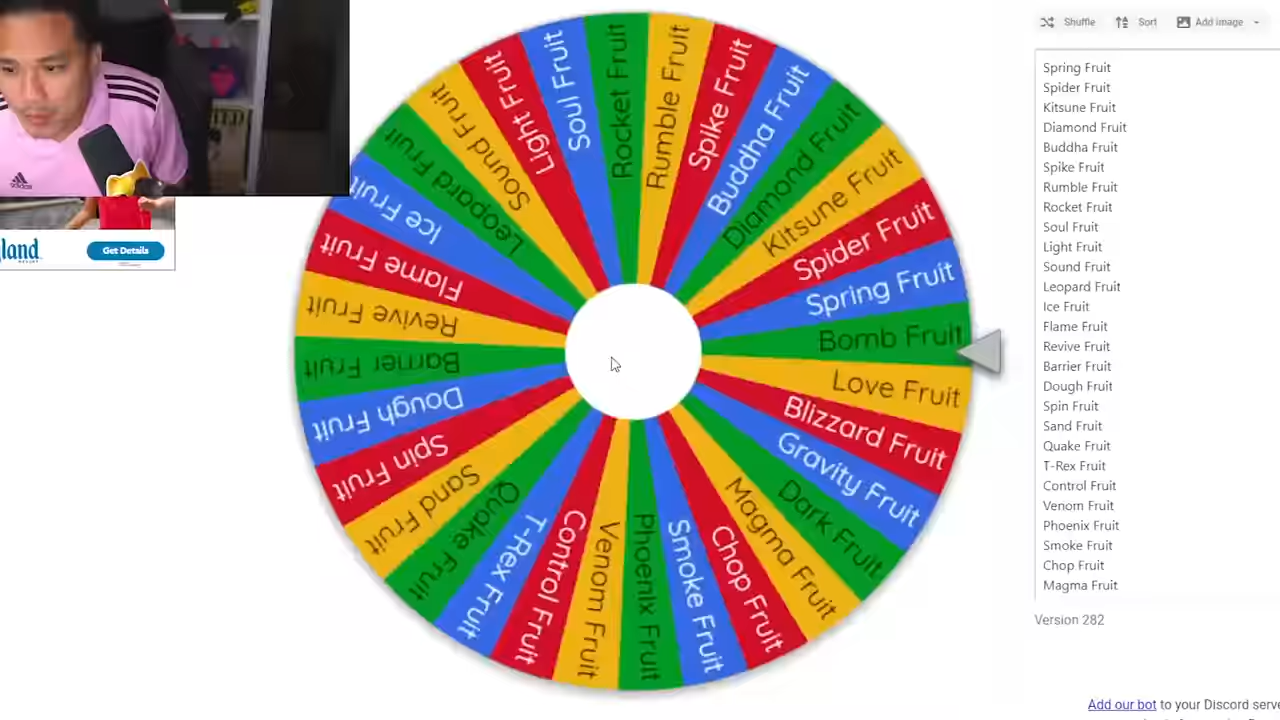 Shuffle
Sort
Add image
Spring Fruit
Spider Fruit
Kitsune Fruit
Diamond Fruit
Buddha Fruit
Spike Fruit
Rumble Fruit
Rocket Fruit
Soul Fruit
Light Fruit
Sound Fruit
Leopard Fruit
Ice Fruit
Flame Fruit
Revive Fruit
Barrier Fruit
Dough Fruit
Spin Fruit
Sand Fruit
Quake Fruit
T-Rex Fruit
Control Fruit
Venom Fruit
Phoenix Fruit
Smoke Fruit
Chop Fruit
Magma Fruit
Version 282
Add our bot to your Discord serve
Rocket Fruit
Rumble Fruit
Spike Fruit
Buddha Fruit
Diamond Fruit
Kitsune Fruit
Spider Fruit
Spring Fruit
Bomb Fruit
Love Fruit
Blizzard Fruit
Gravity Fruit
Dark Fruit
Magma Fruit
Chop Fruit
Smoke Fruit
Phoenix Fruit
Venom Fruit
Control Fruit
T-Rex Fruit
Quake Fruit
Sand Fruit
Spin Fruit
Dough Fruit
Barrier Fruit
Revive Fruit
Flame Fruit
Ice Fruit
Leopard Fruit
Sound Fruit
Light Fruit
Soul Fruit
adidas
land
Get Details